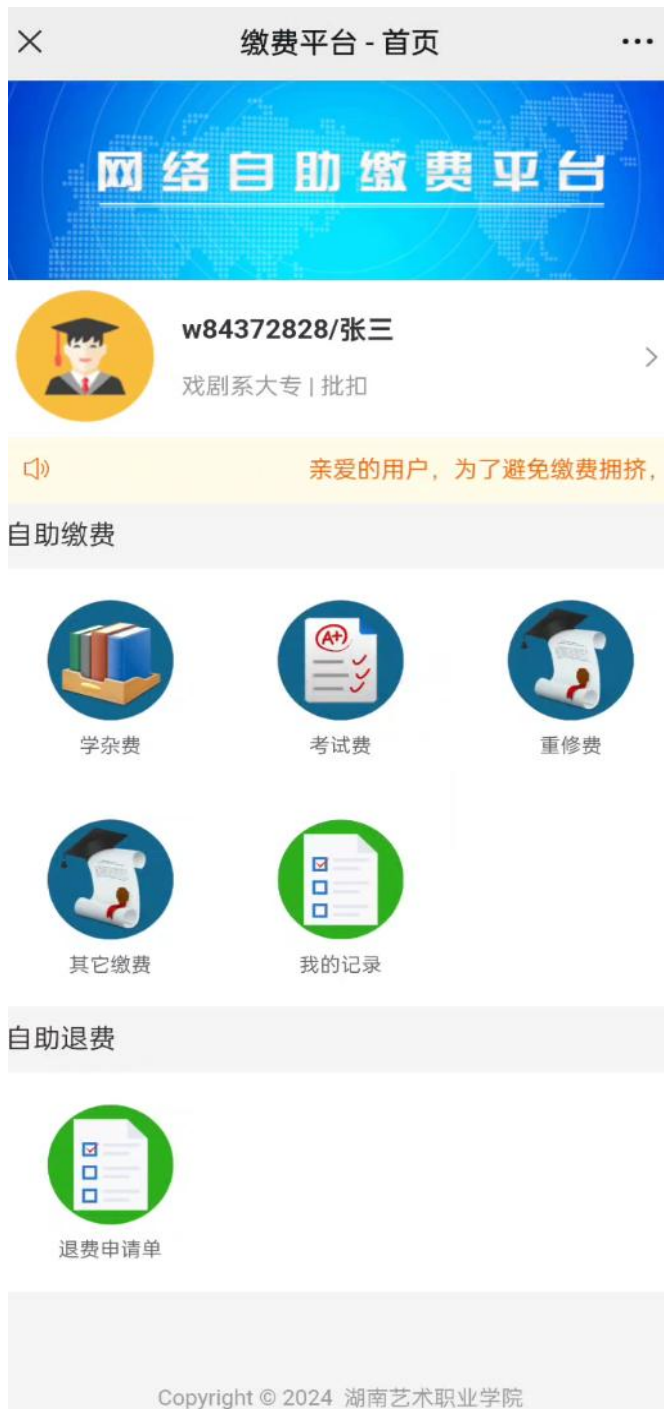 缴费平台 - 首页
网络自助缴费平台
w84372828/张三
戏剧系大专 | 批扣
亲爱的用户，为了避免缴费拥挤，
自助缴费
A+
学杂费 考试费 重修费
其它缴费 我的记录
自助退费
退费申请单
Copyright © 2024 湖南艺术职业学院